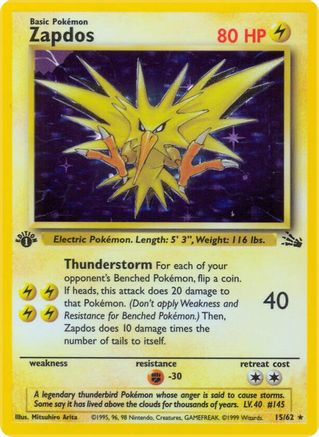 Basic Pokémon
Zapdos 80 HP
EDITION
1
Electric Pokémon. Length: 5' 3", Weight: 116 lbs.
Thunderstorm For each of your
opponent's Benched Pokémon, flip a coin.
If heads, this attack does 20 damage to
that Pokémon. (Don't apply Weakness and
Resistance for Benched Pokémon.) Then,
Zapdos does 10 damage times the
number of tails to itself.
40
weakness resistance retreat cost
-30
A legendary thunderbird Pokémon whose anger is said to cause storms.
Some say it lives above the clouds for thousands of years. LV. 40 #145
Illus. Mitsuhiro Arita ©1995, 96, 98 Nintendo, Creatures, GAMEFREAK. ©1999 Wizards. 15/62 ★